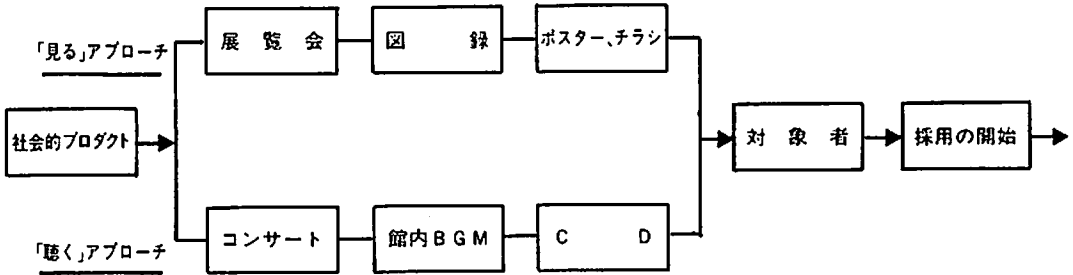 「見る」アプローチ
展覧会
図録
ポスター、チラシ
社会的プロダクト
対象者
採用の開始
「聴く」アプローチ
コンサート
館内BGM
CD